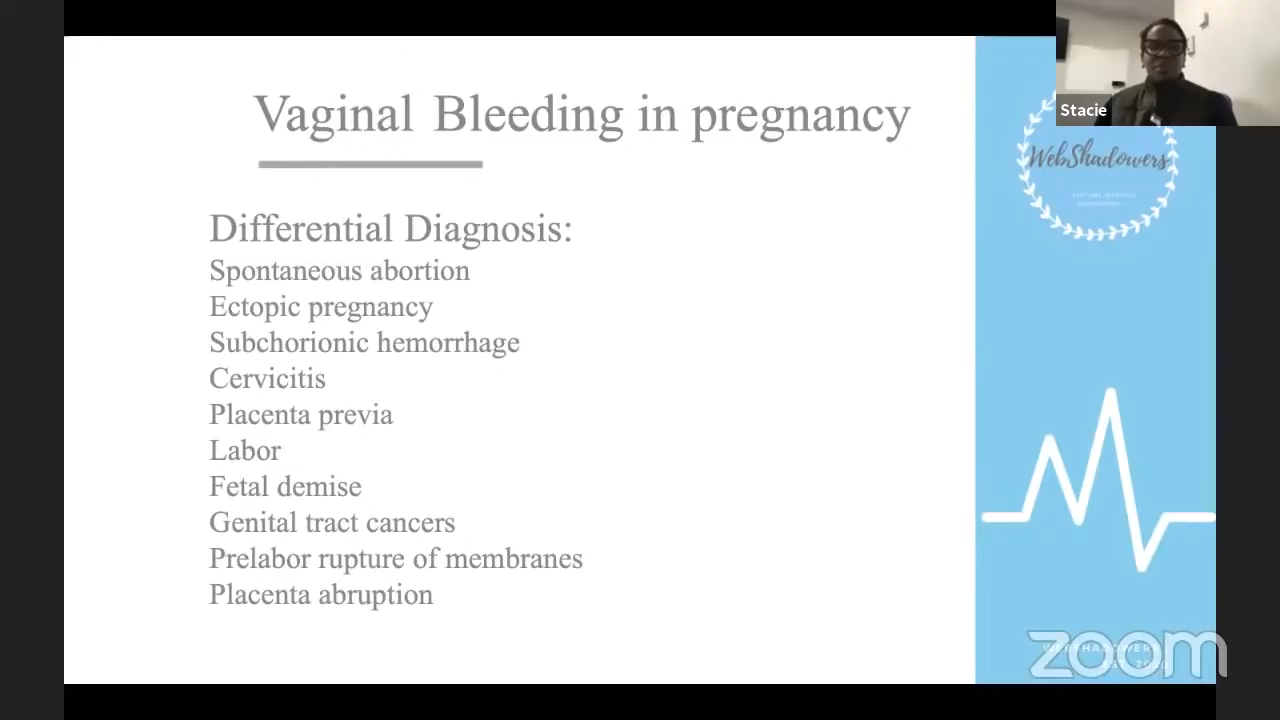 Vaginal Bleeding in pregnancy
Stacie
WebShadowers
Differential Diagnosis:
Spontaneous abortion
Ectopic pregnancy
Subchorionic hemorrhage
Cervicitis
Placenta previa
Labor
Fetal demise
Genital tract cancers
Prelabor rupture of membranes
Placenta abruption
zoom